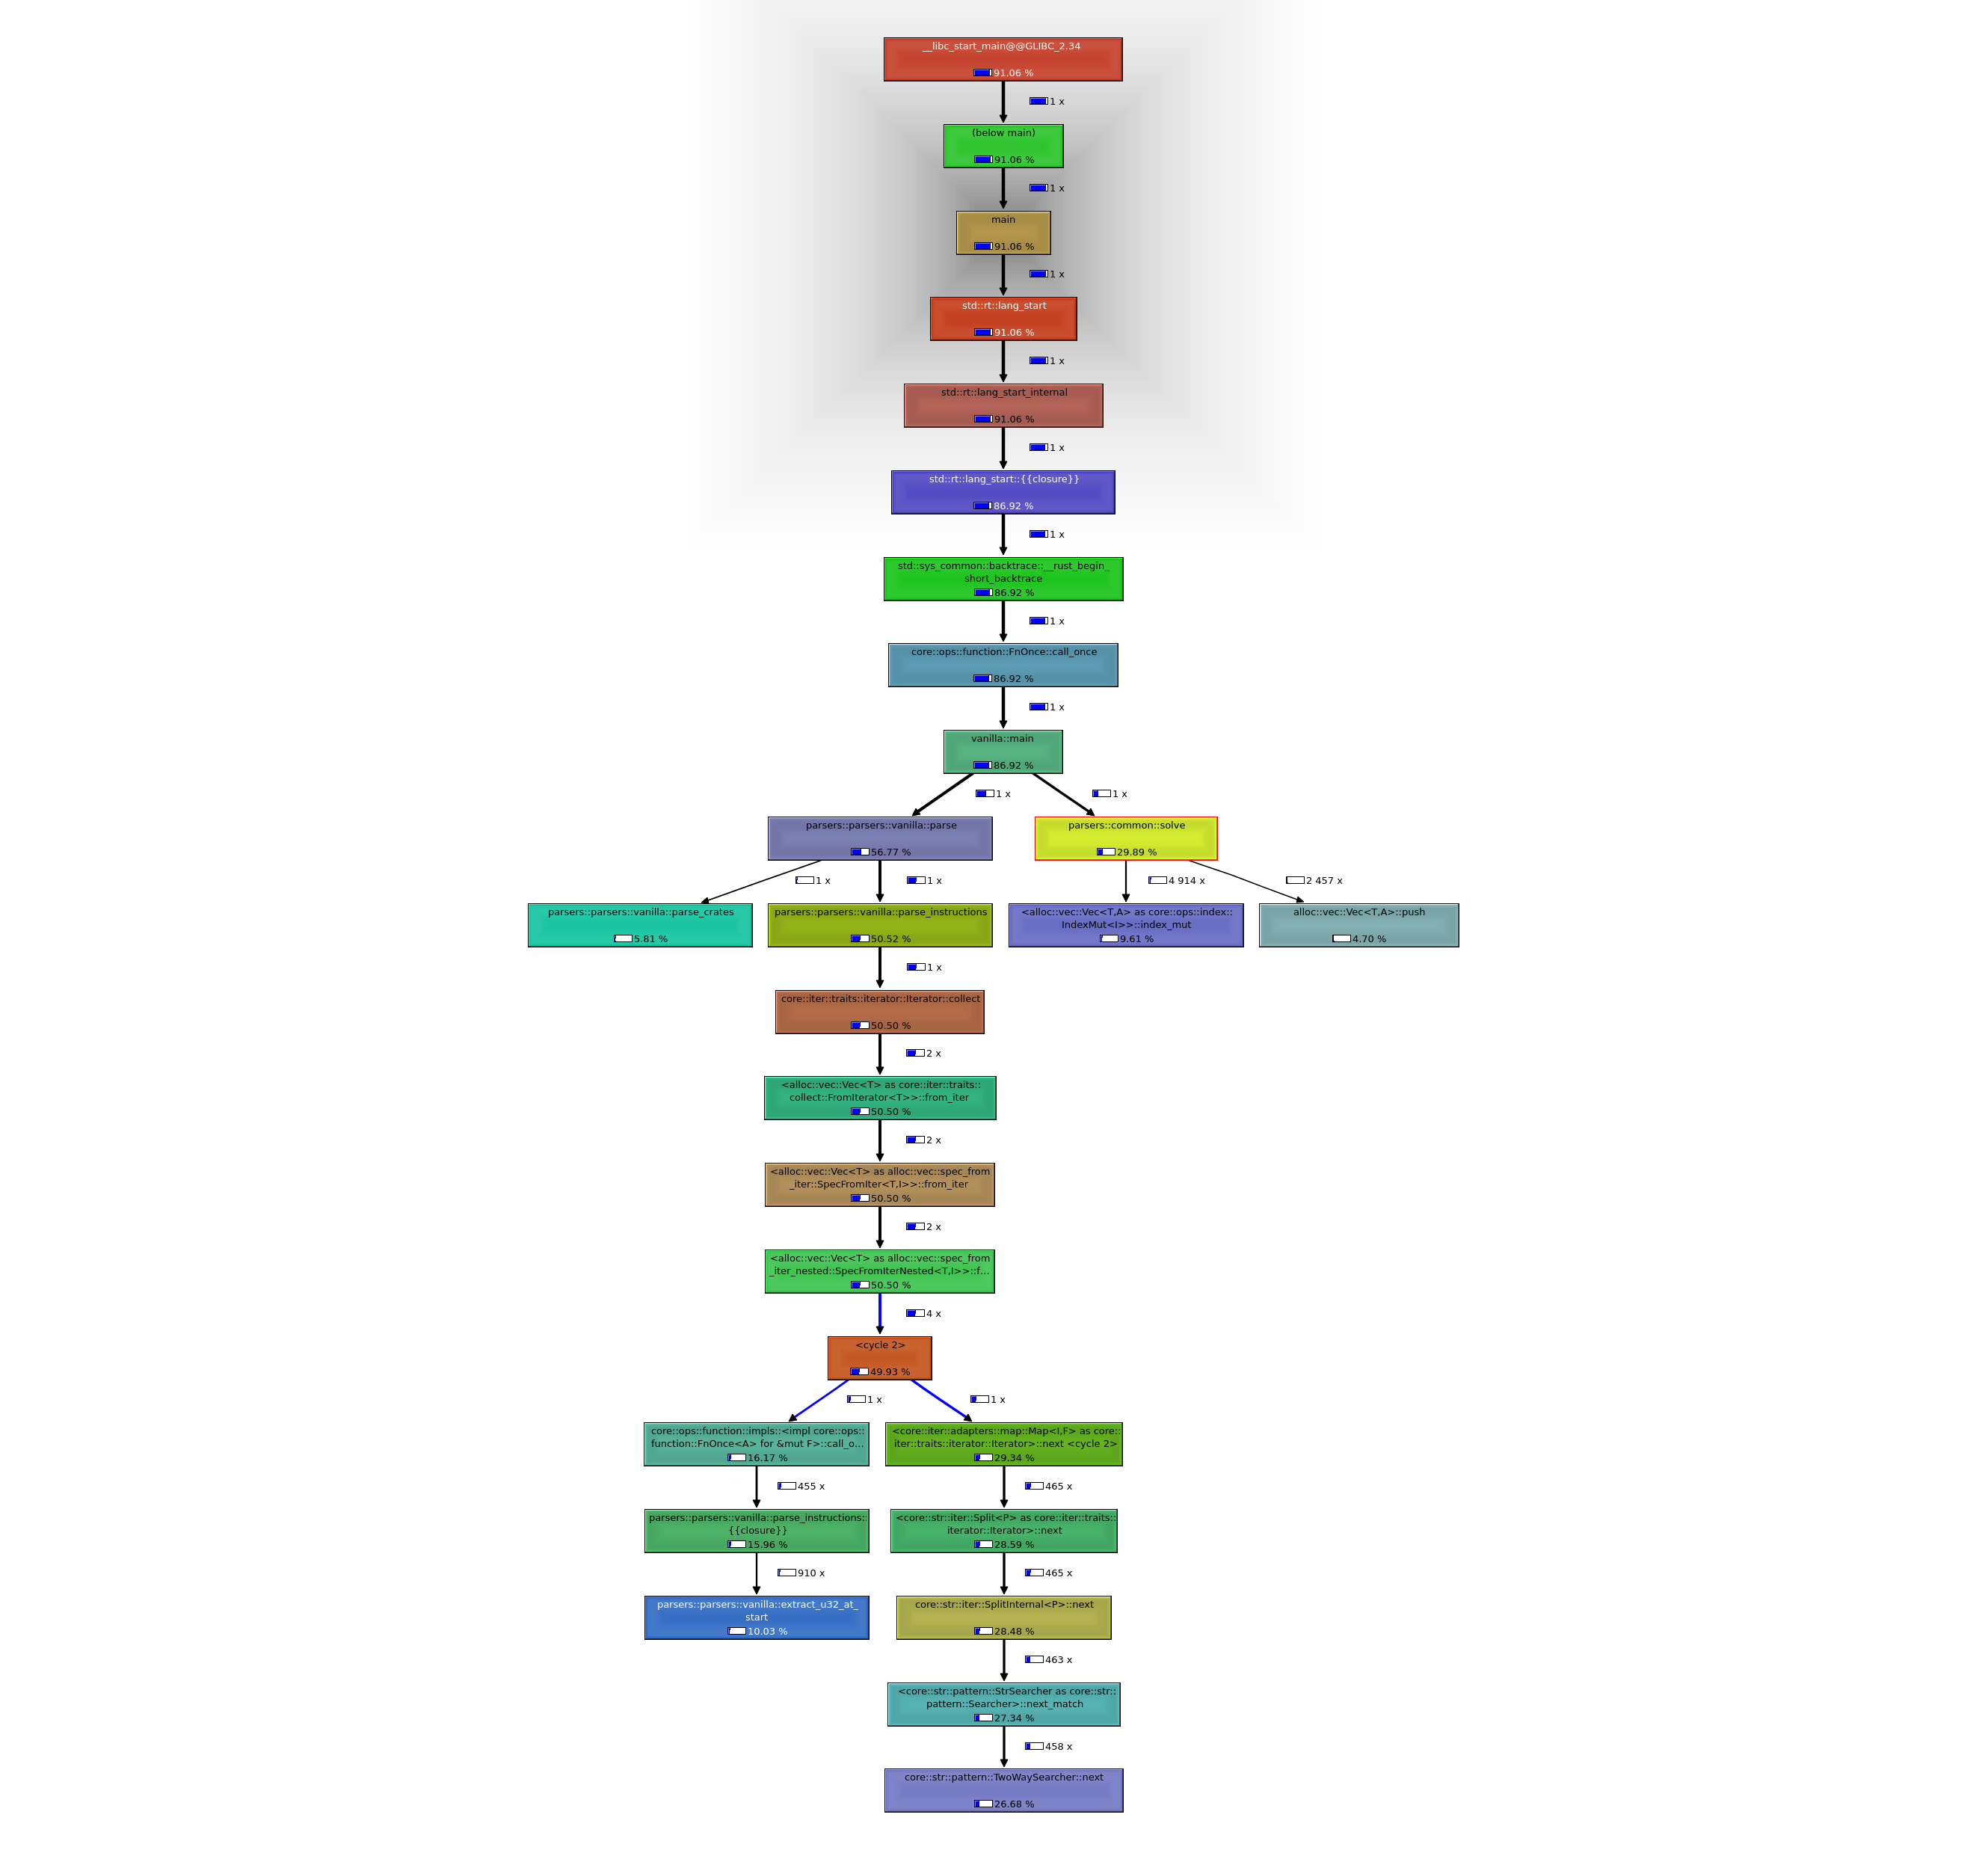 __libc_start_main@@GLIBC_2.34
91.06 %
1 x
(below main)
91.06 %
1 x
main
91.06 %
1 x
std::rt::lang_start
91.06 %
1 x
std::rt::lang_start_internal
91.06 %
1 x
std::rt::lang_start::{{closure}}
86.92 %
1 x
std::sys_common::backtrace::__rust_begin_
short_backtrace
86.92 %
1 x
core::ops::function::FnOnce::call_once
86.92 %
1 x
vanilla::main
86.92 %
1 x
1 x
parsers::parsers::vanilla::parse
56.77 %
parsers::common::solve
29.89 %
1 x
1 x
4 914 x
2 457 x
parsers::parsers::vanilla::parse_crates
5.81 %
parsers::parsers::vanilla::parse_instructions
50.52 %
<alloc::vec::Vec<T,A> as core::ops::index::
IndexMut<I>>::index_mut
9.61 %
alloc::vec::Vec<T,A>::push
4.70 %
1 x
core::iter::traits::iterator::Iterator::collect
50.50 %
2 x
<alloc::vec::Vec<T> as core::iter::traits::
collect::FromIterator<T>>::from_iter
50.50 %
2 x
<alloc::vec::Vec<T> as alloc::vec::spec_from
_iter::SpecFromIter<T,I>>::from_iter
50.50 %
2 x
<alloc::vec::Vec<T> as alloc::vec::spec_from
_iter_nested::SpecFromIterNested<T,I>>::f...
50.50 %
4 x
<cycle 2>
49.93 %
1 x
1 x
core::ops::function::impls::<impl core::ops::
function::FnOnce<A> for &mut F>::call_o...
16.17 %
<core::iter::adapters::map::Map<I,F> as core::
iter::traits::iterator::Iterator>::next <cycle 2>
29.34 %
455 x
465 x
parsers::parsers::vanilla::parse_instructions::
{{closure}}
15.96 %
<core::str::iter::Split<P> as core::iter::traits::
iterator::Iterator>::next
28.59 %
910 x
465 x
parsers::parsers::vanilla::extract_u32_at_
start
10.03 %
core::str::iter::SplitInternal<P>::next
28.48 %
463 x
<core::str::pattern::StrSearcher as core::str::
pattern::Searcher>::next_match
27.34 %
458 x
core::str::pattern::TwoWaySearcher::next
26.68 %